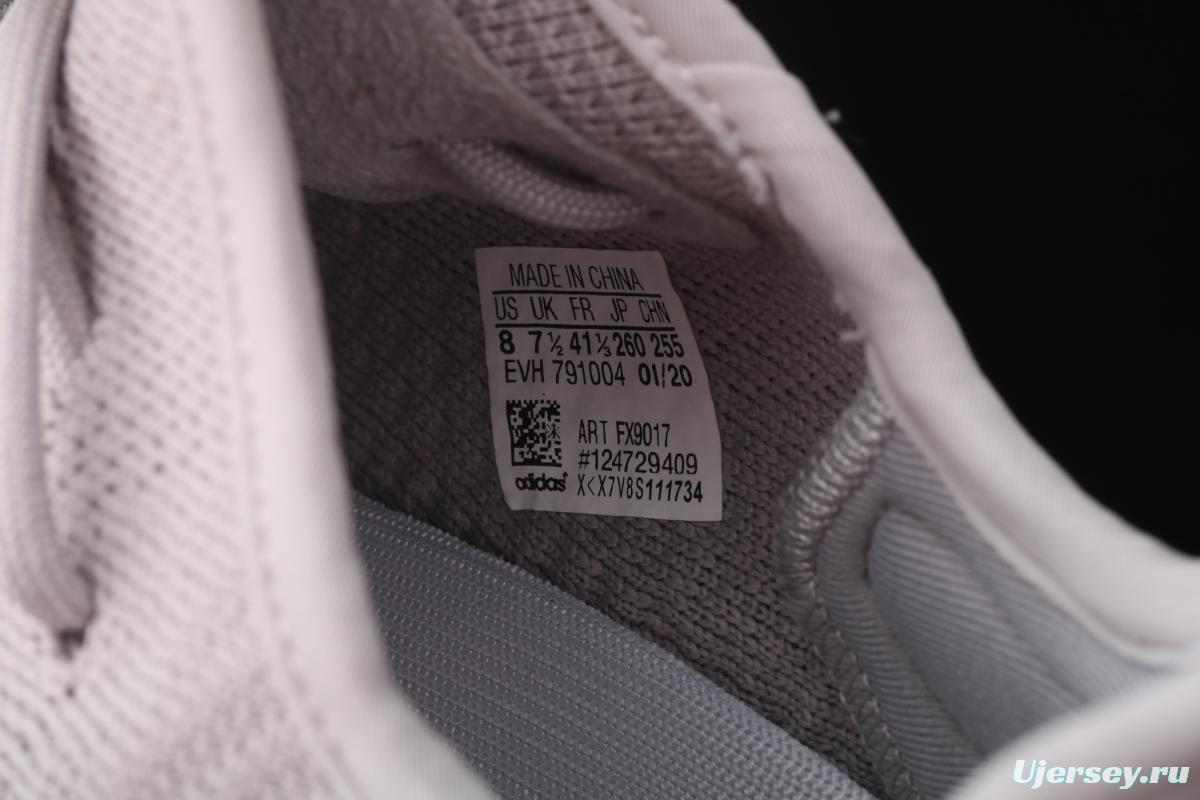 MADE IN CHINA
US UK FR JP CHN
8 7½ 41⅓ 260 255
EVH 791004 01/20
ART FX9017
#124729409
adidas
X<X7V8S111734
Ujersey.ru